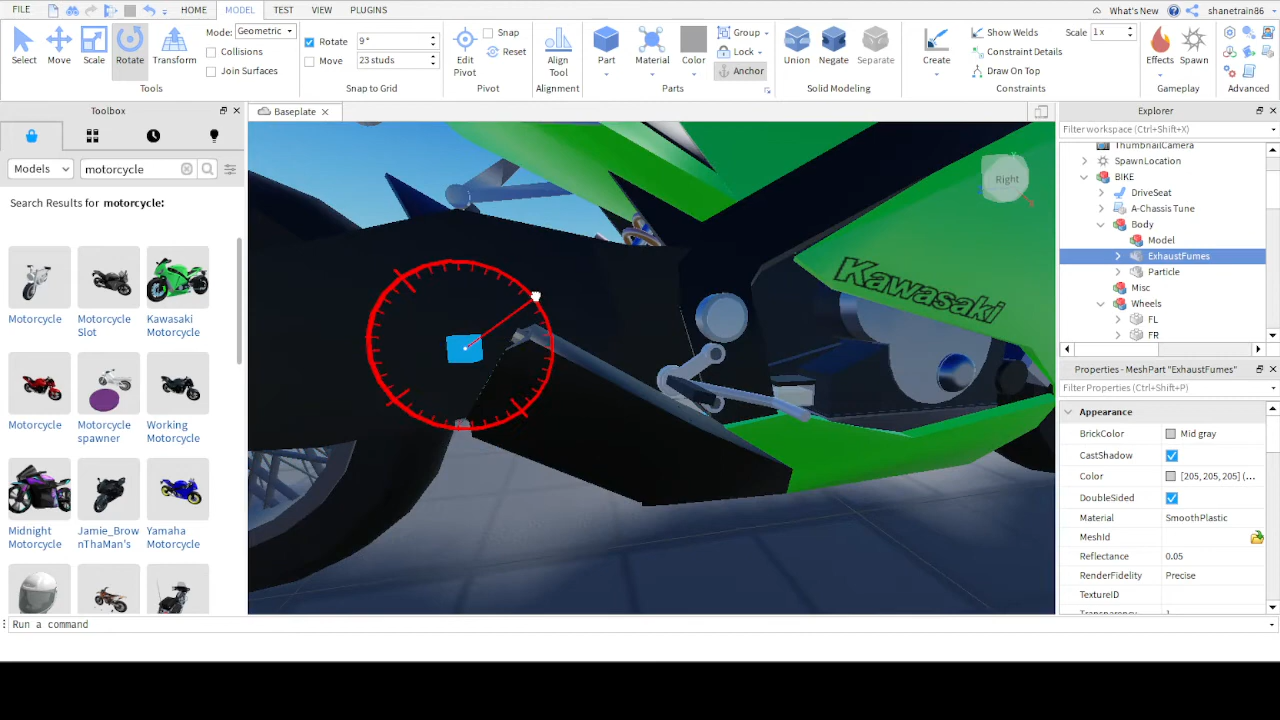 FILE HOME MODEL TEST VIEW PLUGINS What's New shanetrain86
Select Move Scale Rotate Transform
Mode: Geometric
Collisions
Join Surfaces
Tools
Rotate 9°
Move 23 studs
Snap to Grid
Edit Pivot
Snap
Reset
Pivot
Align Tool
Alignment
Part Material Color
Group
Lock
Anchor
Parts
Union Negate Separate
Solid Modeling
Create
Show Welds
Constraint Details
Draw On Top
Scale 1 x
Constraints
Effects Spawn
Gameplay
Advanced
Toolbox
Models motorcycle
Search Results for motorcycle:
Motorcycle
Motorcycle Slot
Kawasaki Motorcycle
Motorcycle
Motorcycle spawner
Working Motorcycle
Midnight Motorcycle
Jamie_Brow
nThaMan's
Yamaha Motorcycle
Baseplate
Right
Kawasaki
Explorer
Filter workspace (Ctrl+Shift+X)
ThumbnailCamera
SpawnLocation
BIKE
DriveSeat
A-Chassis Tune
Body
Model
ExhaustFumes
Particle
Misc
Wheels
FL
FR
Properties - MeshPart "ExhaustFumes"
Filter Properties (Ctrl+Shift+P)
Appearance
BrickColor Mid gray
CastShadow
Color [205, 205, 205] (...
DoubleSided
Material SmoothPlastic
MeshId
Reflectance 0.05
RenderFidelity Precise
TextureID
Transparency 1
Run a command